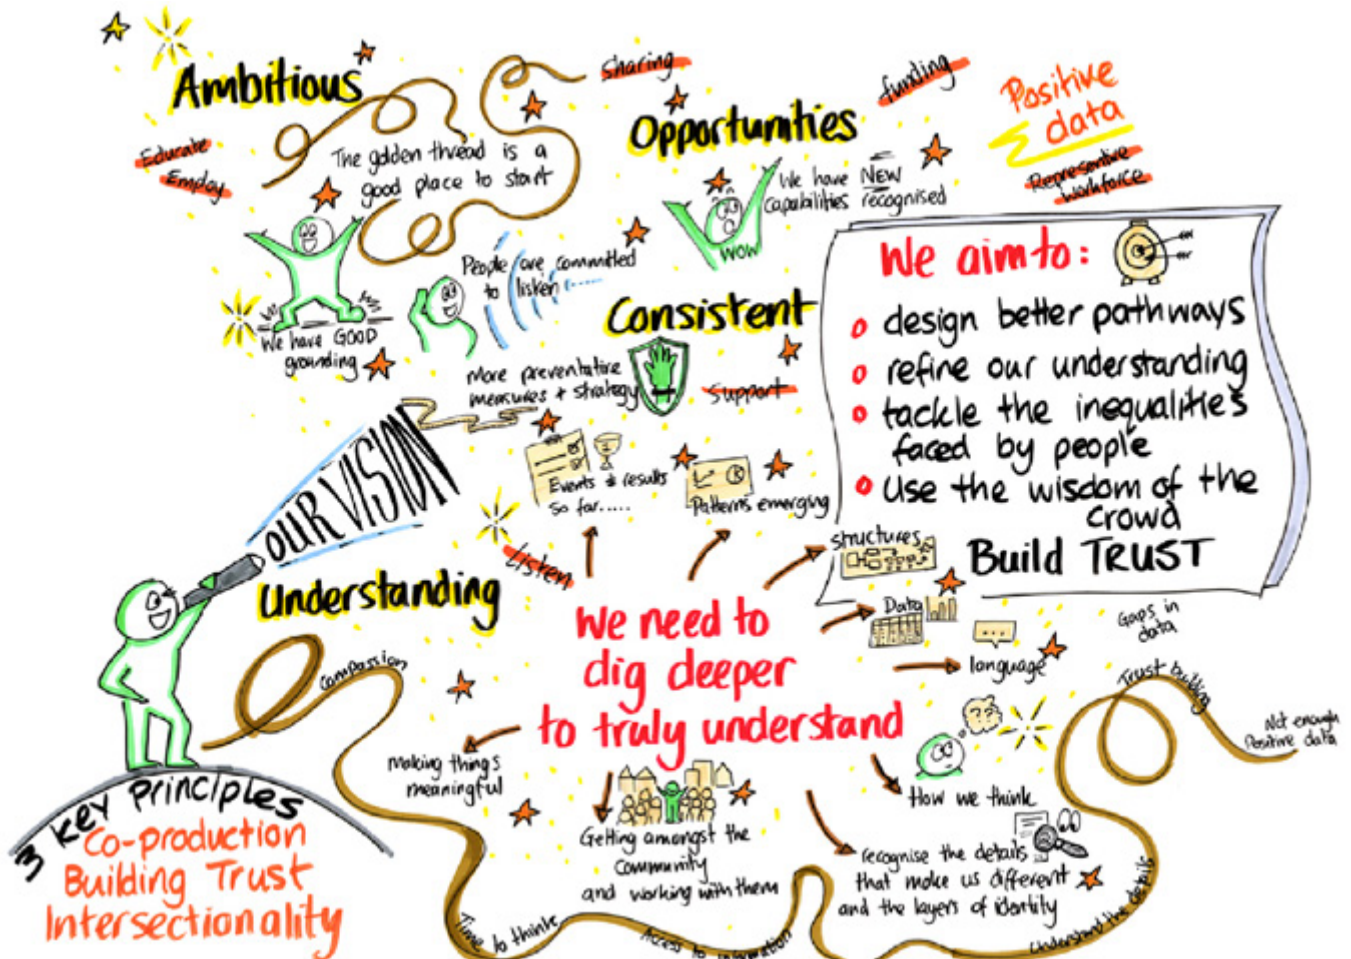 Ambitious
Sharing
funding
Positive
data
Opportunities
Educate
Employ
The golden thread is a
good place to start
Representive
workforce
We have NEW
capabilities recognised
WOW
People are committed
to listen
We have GOOD
grounding
Consistent
More preventative
measures + strategy
Support
We aim to:
design better pathways
refine our understanding
tackle the inequalities
faced by people
Use the wisdom of the
crowd
Build TRUST
OUR VISION
Events & results
so far.....
Patterns emerging
structures
Listen
Understanding
Data
Gaps in
data
language
We need to
dig deeper
to truly understand
Compassion
Trust building
Not enough
Positive data
making things
meaningful
How we think
??
Getting amongst the
community
and working with them
recognise the details
that make us different
and the layers of identity
3 key Principles
Co-production
Building Trust
Intersectionality
Time to think
Access to information
Understand the details